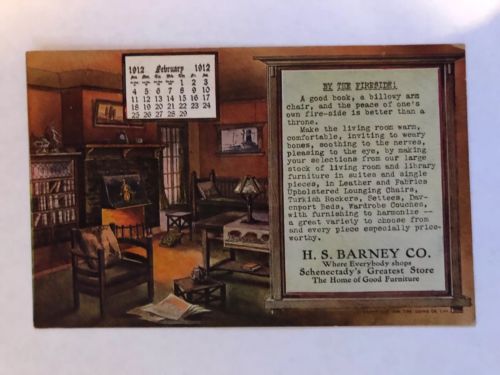 1912 February 1912
1 2 3
4 5 6 7 8 9 10
11 12 13 14 15 16 17
18 19 20 21 22 23 24
25 26 27 28 29
BY THE FIRESIDE:
A good book, a billowy arm
chair, and the peace of one's
own fire-side is better than a
throne.
Make the living room warm,
comfortable, inviting to weary
bones, soothing to the nerves,
pleasing to the eye, by making
your selections from our large
stock of living room and library
furniture in suites and single
pieces, in Leather and Fabrics
Upholstered Lounging Chairs,
Turkish Rockers, Settees, Dav-
enport Beds, Wardrobe Couches,
with furnishing to harmonize --
a great variety to choose from
and every piece especially price-
worthy.
H. S. BARNEY CO.
Where Everybody shops
Schenectady's Greatest Store
The Home of Good Furniture